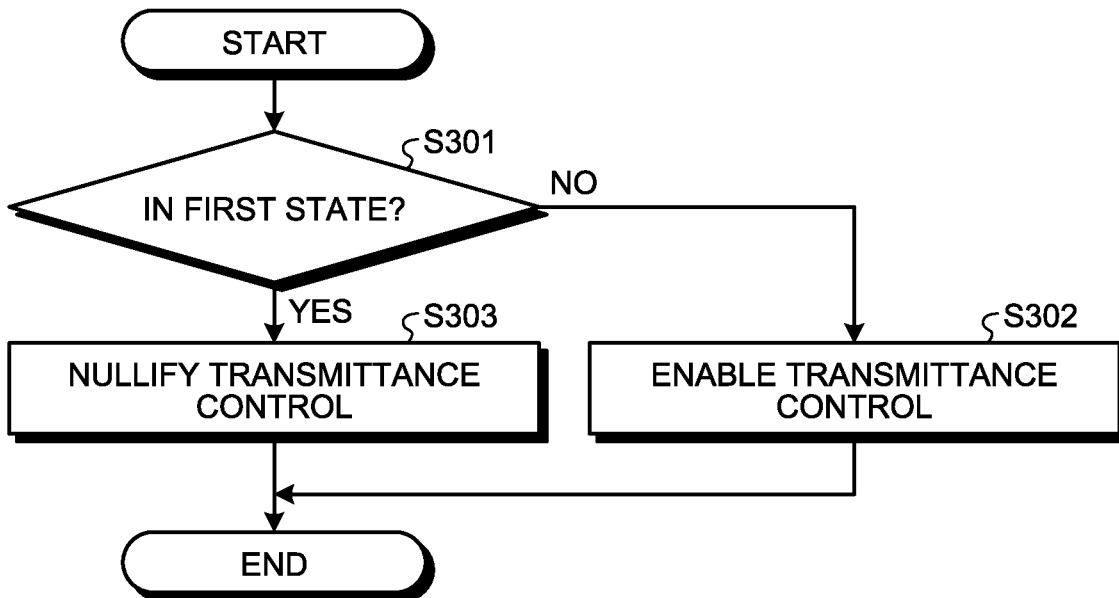 START
S301
IN FIRST STATE?
NO
YES
S303
NULLIFY TRANSMITTANCE
CONTROL
S302
ENABLE TRANSMITTANCE
CONTROL
END